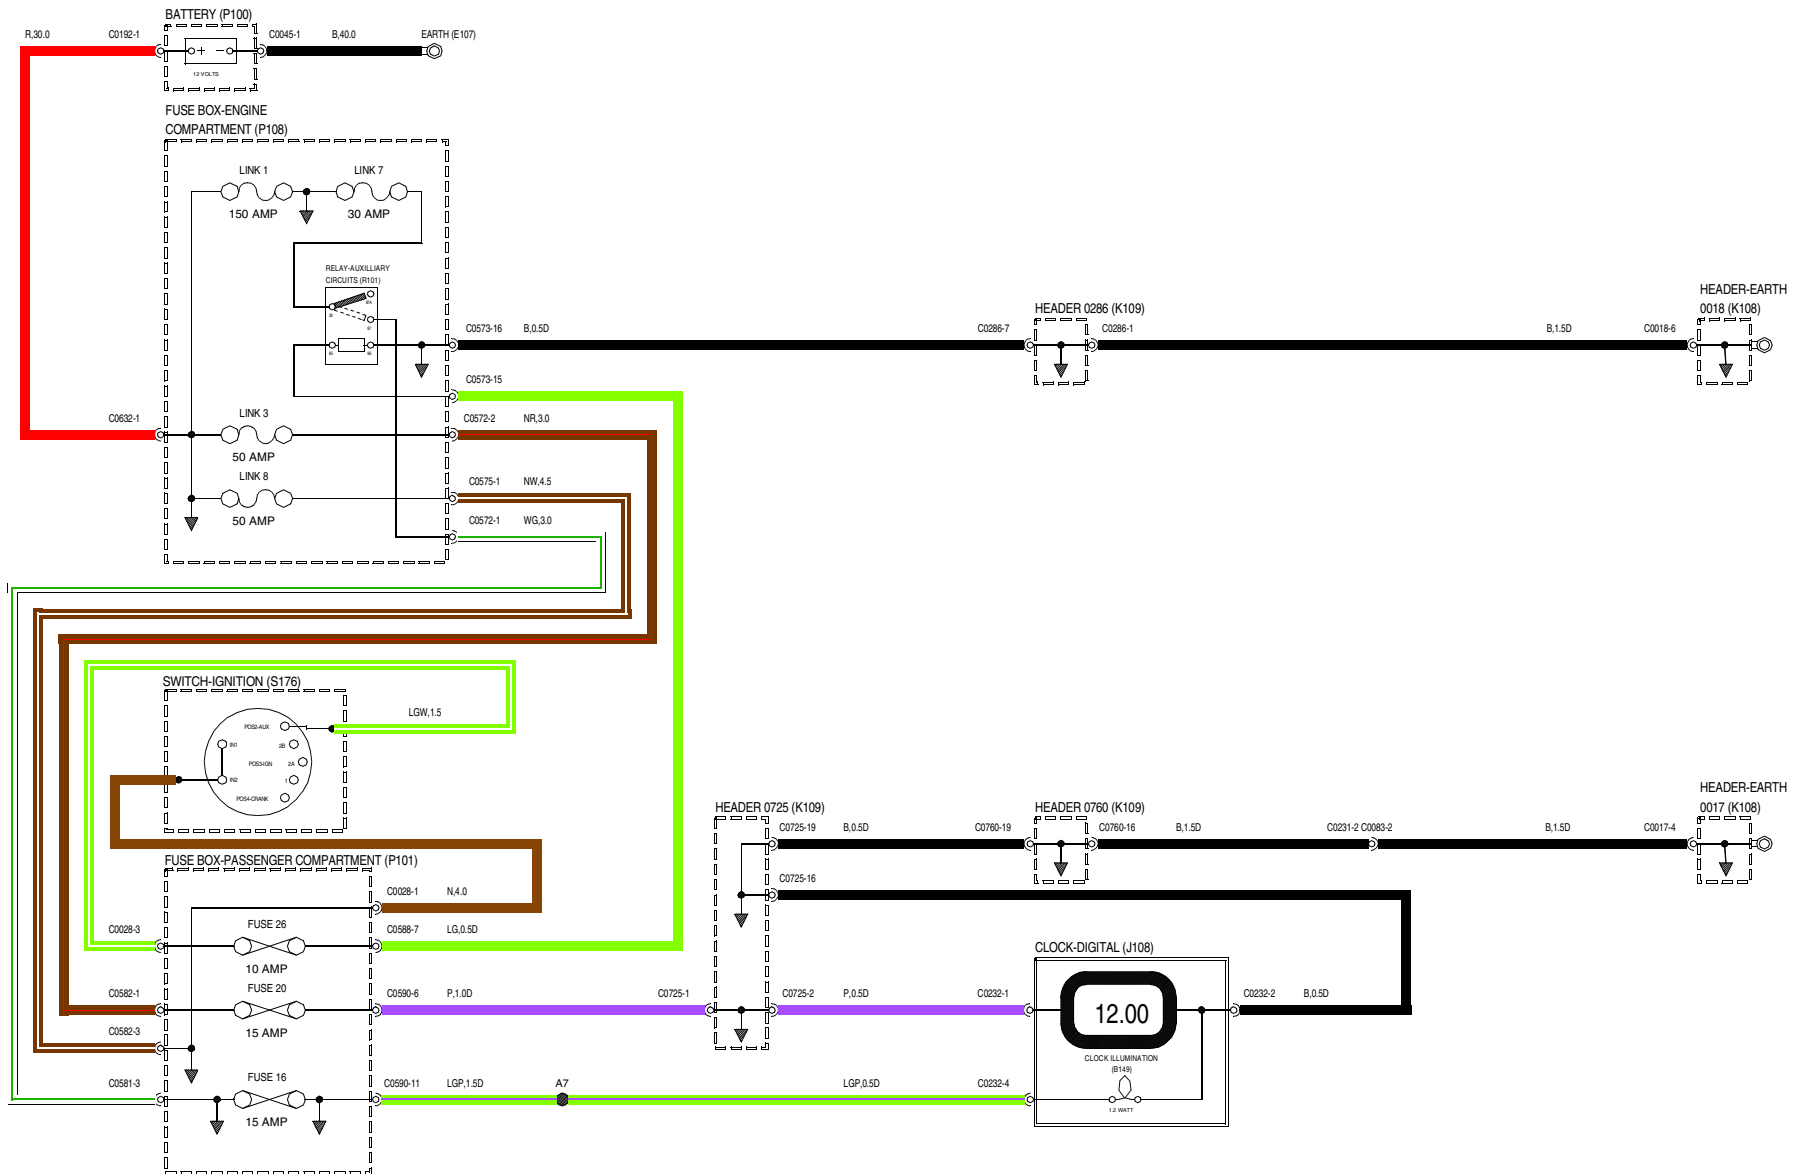 BATTERY (P100)
R,30.0
C0192-1
C0045-1
B,40.0
EARTH (E107)
+ −
12 VOLTS
FUSE BOX-ENGINE
COMPARTMENT (P108)
LINK 1
LINK 7
150 AMP
30 AMP
RELAY-AUXILLIARY
CIRCUITS (R101)
87A
30
87
85
86
C0573-16
B,0.5D
C0286-7
HEADER 0286 (K109)
C0286-1
B,1.5D
C0018-6
HEADER-EARTH
0018 (K108)
C0573-15
C0632-1
LINK 3
50 AMP
C0572-2
NR,3.0
LINK 8
50 AMP
C0575-1
NW,4.5
C0572-1
WG,3.0
SWITCH-IGNITION (S176)
LGW,1.5
POS2-AUX
IN1
2B
POS3-IGN
2A
IN2
1
POS4-CRANK
HEADER 0725 (K109)
HEADER 0760 (K109)
HEADER-EARTH
0017 (K108)
C0725-19
B,0.5D
C0760-19
C0760-16
B,1.5D
C0231-2 C0083-2
B,1.5D
C0017-4
FUSE BOX-PASSENGER COMPARTMENT (P101)
C0725-16
C0028-1
N,4.0
C0028-3
FUSE 26
10 AMP
C0588-7
LG,0.5D
CLOCK-DIGITAL (J108)
C0582-1
FUSE 20
15 AMP
C0590-6
P,1.0D
C0725-1
C0725-2
P,0.5D
C0232-1
12.00
C0232-2
B,0.5D
C0582-3
CLOCK ILLUMINATION
(B149)
1.2 WATT
C0581-3
FUSE 16
15 AMP
C0590-11
LGP,1.5D
A7
LGP,0.5D
C0232-4